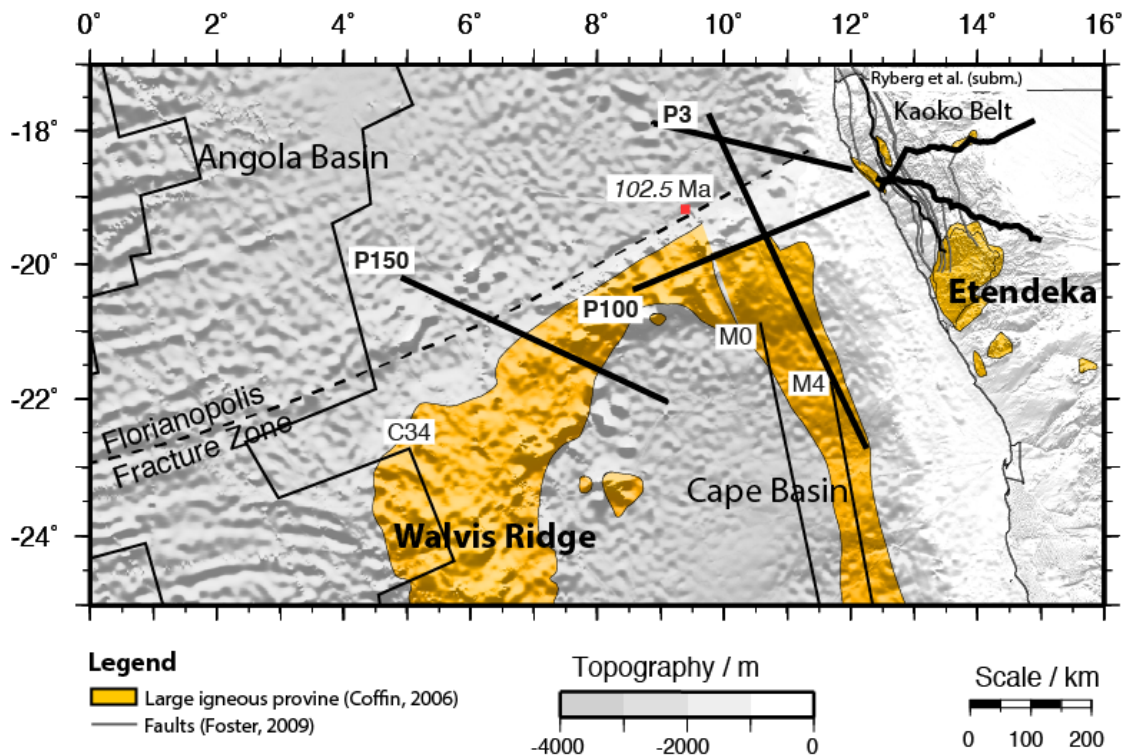 0° 2° 4° 6° 8° 10° 12° 14° 16°
Ryberg et al. (subm.)
P3
Kaoko Belt
-18°
Angola Basin
102.5 Ma
-20°
P150
Etendeka
P100
M0
M4
-22°
Florianopolis
Fracture Zone
C34
Cape Basin
-24°
Walvis Ridge
Legend
Large igneous provine (Coffin, 2006)
Faults (Foster, 2009)
Topography / m
-4000 -2000 0
Scale / km
0 100 200